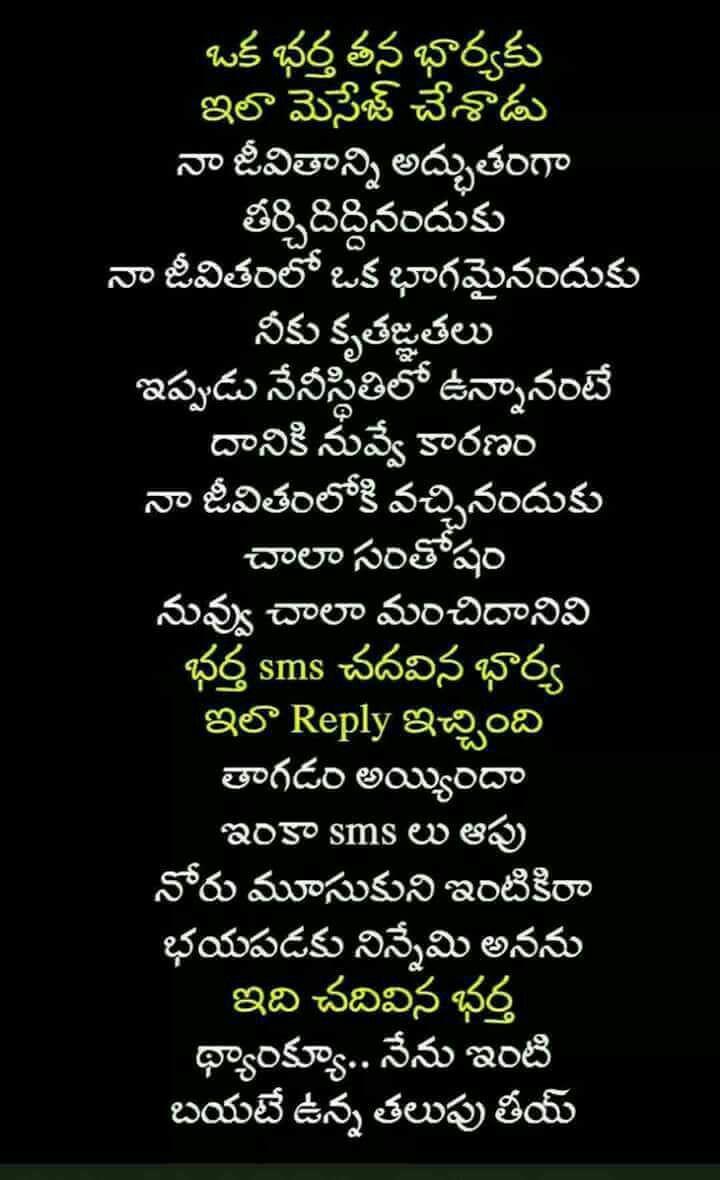 ఒక భర్త తన భార్యకు
ఇలా మెసేజ్ చేశాడు
నా జీవితాన్ని అద్భుతంగా
తీర్చిదిద్దినందుకు
నా జీవితంలో ఒక భాగమైనందుకు
నీకు కృతజ్ఞతలు
ఇప్పుడు నేనీస్థితిలో ఉన్నానంటే
దానికి నువ్వే కారణం
నా జీవితంలోకి వచ్చినందుకు
చాలా సంతోషం
నువ్వు చాలా మంచిదానివి
భర్త sms చదవిన భార్య
ఇలా Reply ఇచ్చింది
తాగడం అయ్యిందా
ఇంకా sms లు ఆపు
నోరు మూసుకుని ఇంటికిరా
భయపడకు నిన్నేమి అనను
ఇది చదివిన భర్త
థ్యాంక్యూ.. నేను ఇంటి
బయటే ఉన్న తలుపు తీయ్